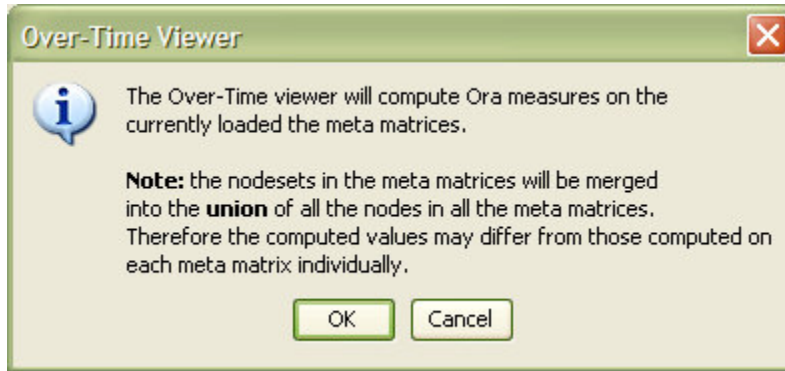 Over-Time Viewer
The Over-Time viewer will compute Ora measures on the
currently loaded the meta matrices.
Note: the nodesets in the meta matrices will be merged
into the union of all the nodes in all the meta matrices.
Therefore the computed values may differ from those computed on
each meta matrix individually.
OK Cancel